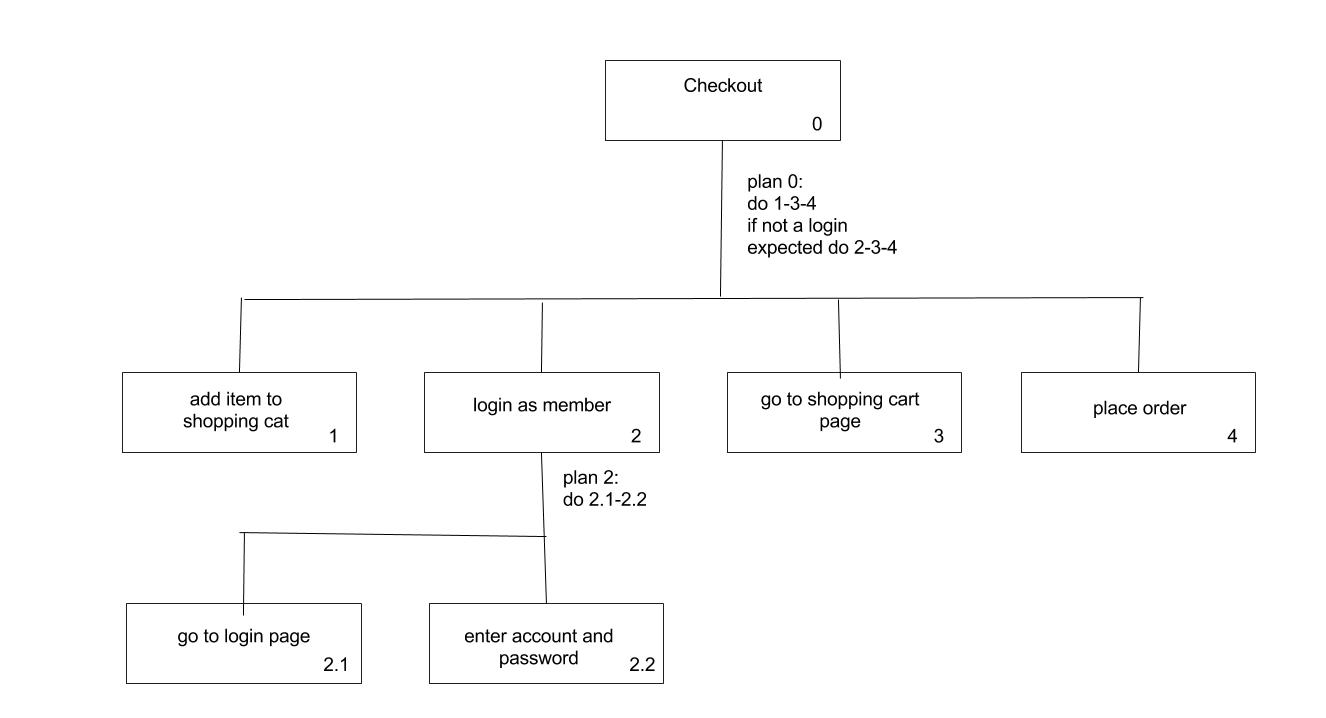 Checkout
0
plan 0:
do 1-3-4
if not a login
expected do 2-3-4
add item to
shopping cat
1
login as member
2
go to shopping cart
page
3
place order
4
plan 2:
do 2.1-2.2
go to login page
2.1
enter account and
password
2.2